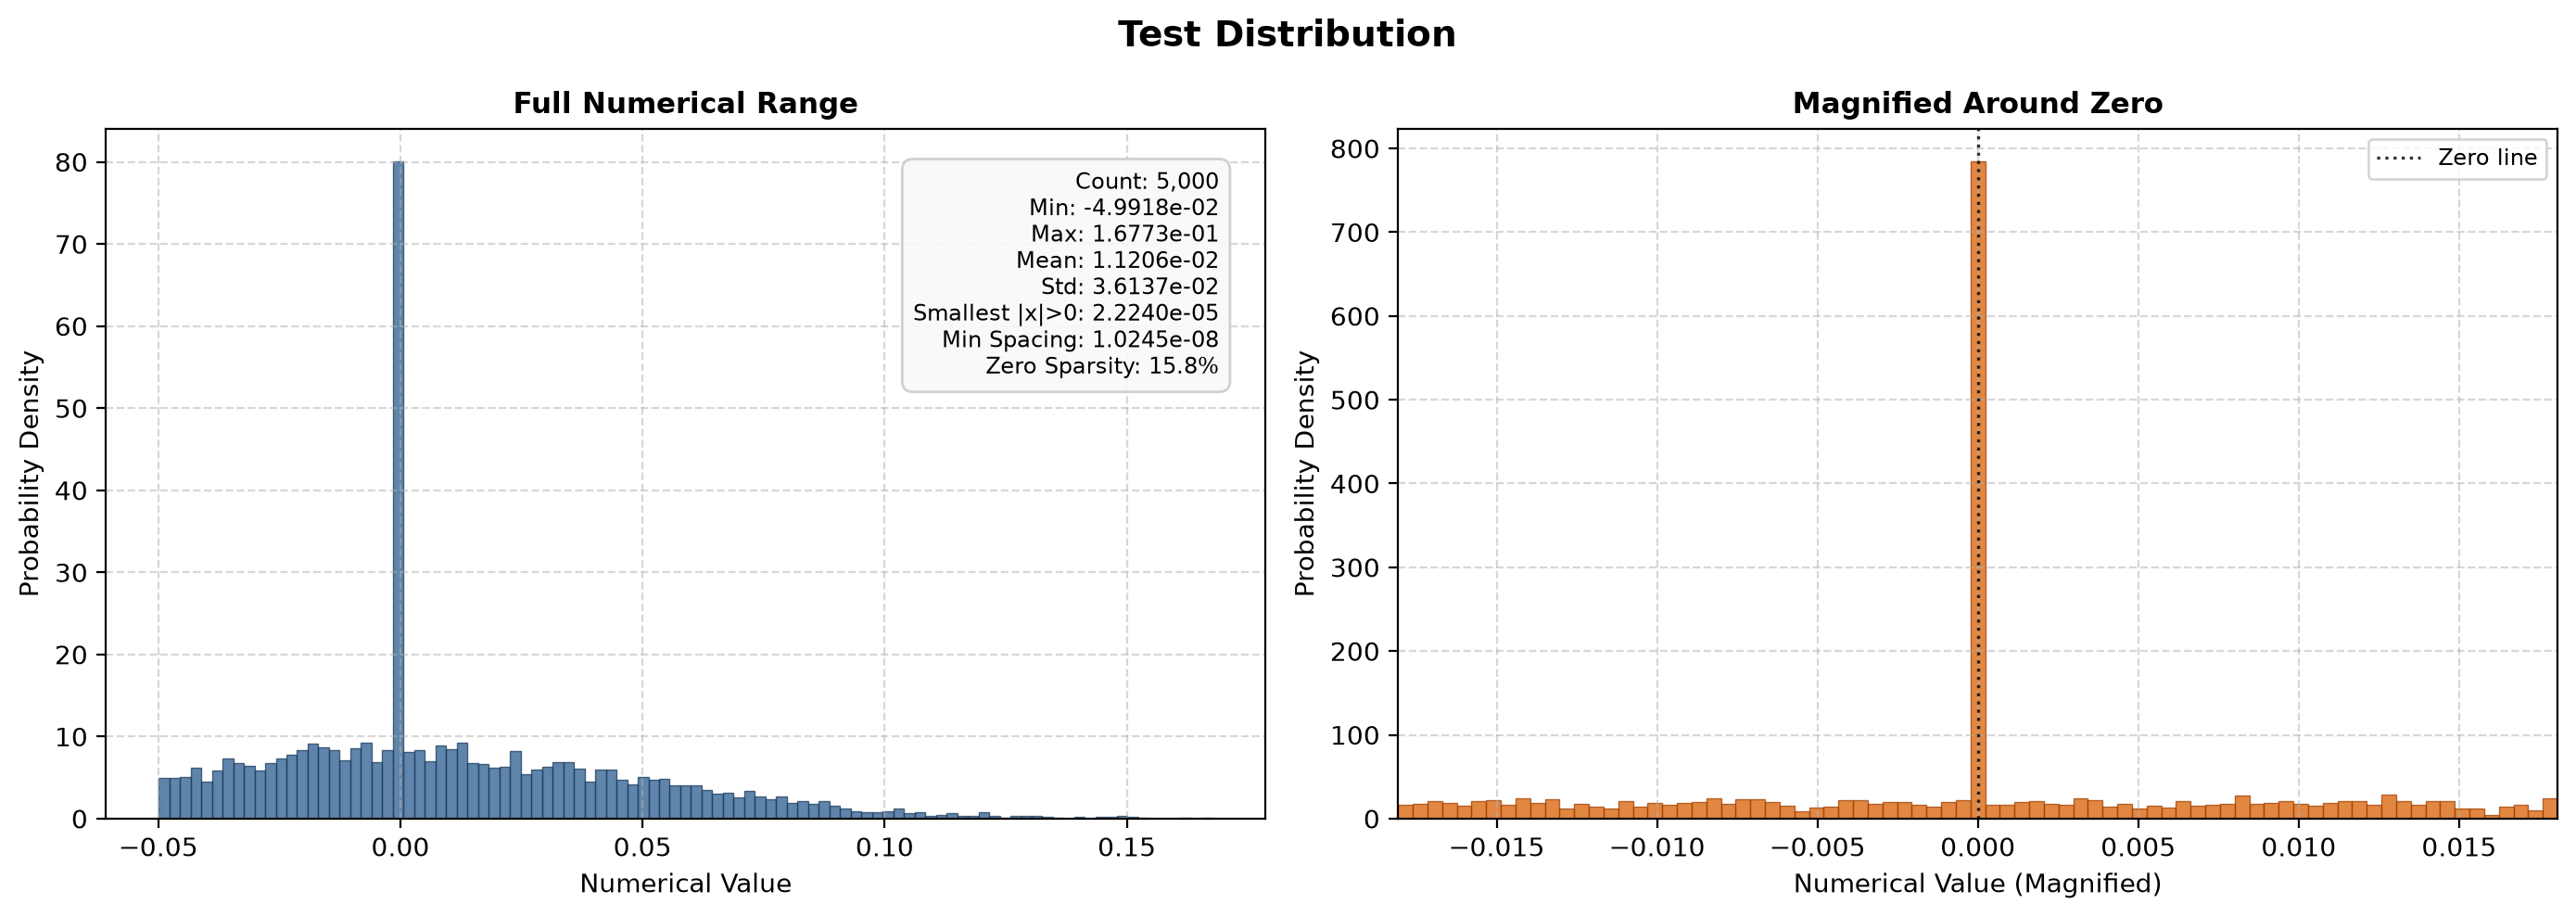 Test Distribution
Full Numerical Range
Probability Density
80
70
60
50
40
30
20
10
0
−0.05
0.00
0.05
0.10
0.15
Numerical Value
Count: 5,000
Min: -4.9918e-02
Max: 1.6773e-01
Mean: 1.1206e-02
Std: 3.6137e-02
Smallest |x|>0: 2.2240e-05
Min Spacing: 1.0245e-08
Zero Sparsity: 15.8%
Magnified Around Zero
Probability Density
800
700
600
500
400
300
200
100
0
−0.015
−0.010
−0.005
0.000
0.005
0.010
0.015
Numerical Value (Magnified)
Zero line